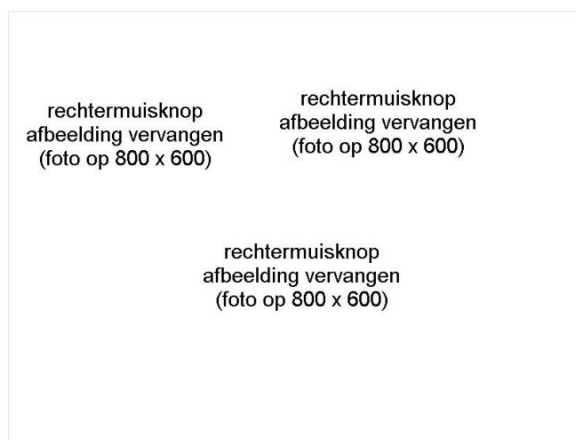 rechtermuisknop
afbeelding vervangen
(foto op 800 x 600)
rechtermuisknop
afbeelding vervangen
(foto op 800 x 600)
rechtermuisknop
afbeelding vervangen
(foto op 800 x 600)